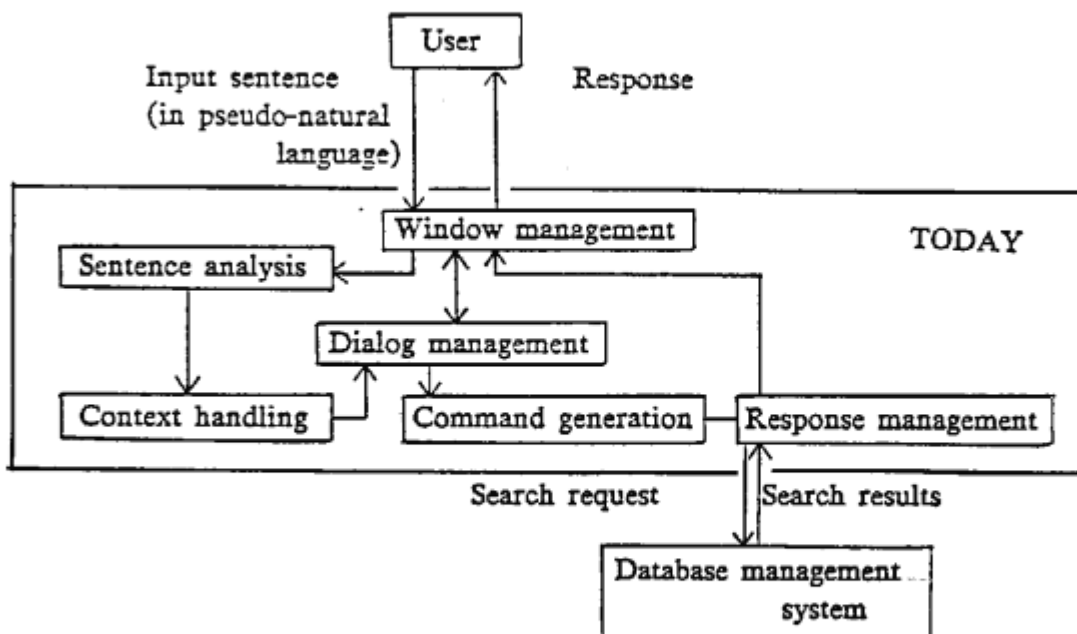 User
Input sentence
(in pseudo-natural
language)
Response
Window management
TODAY
Sentence analysis
Dialog management
Context handling
Command generation
Response management
Search request
Search results
Database management
system